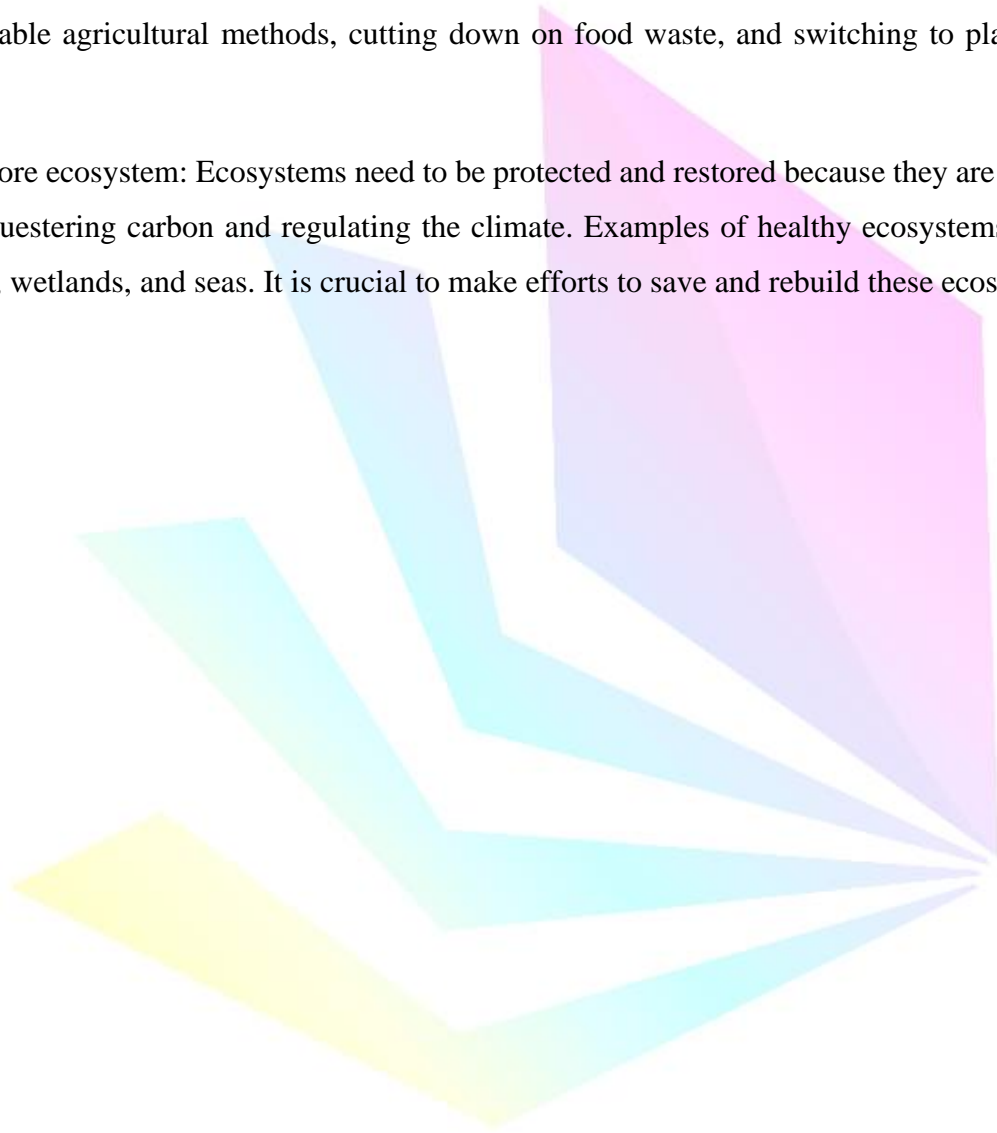 able agricultural methods, cutting down on food waste, and switching to pla
ore ecosystem: Ecosystems need to be protected and restored because they are
uestering carbon and regulating the climate. Examples of healthy ecosystems
, wetlands, and seas. It is crucial to make efforts to save and rebuild these ecos